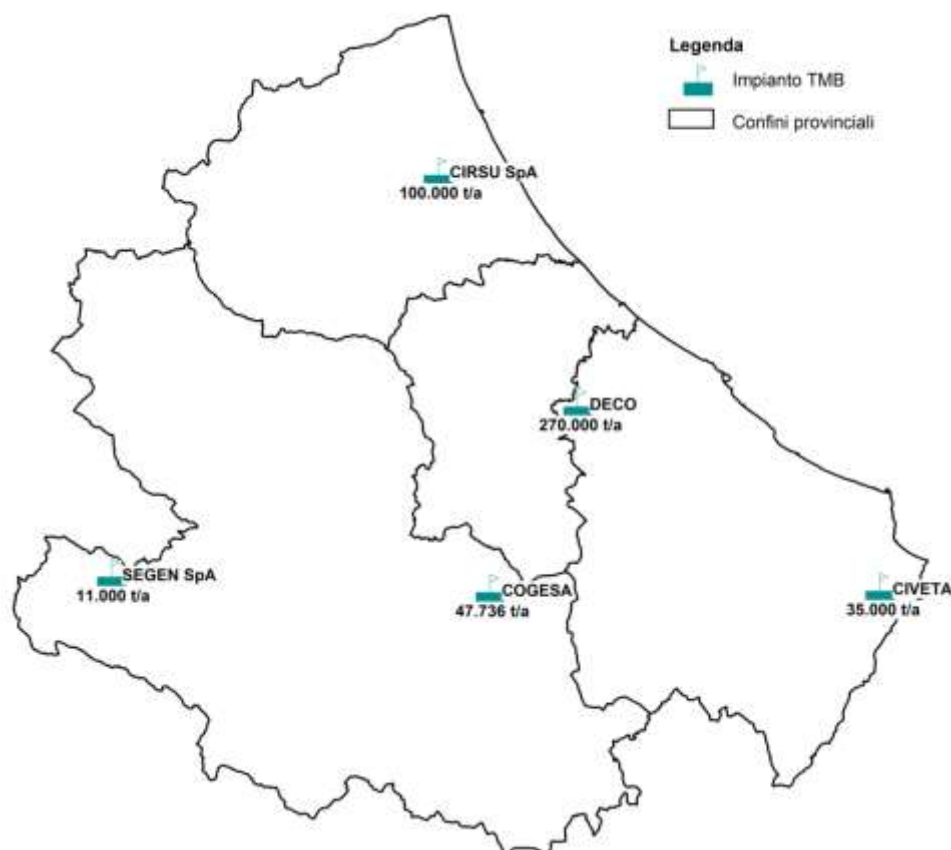 Legenda
Impianto TMB
Confini provinciali
CIRSU SpA
100.000 t/a
DECO
270.000 t/a
SEGEN SpA
11.000 t/a
COGESA
47.736 t/a
CIVETA
35.000 t/a